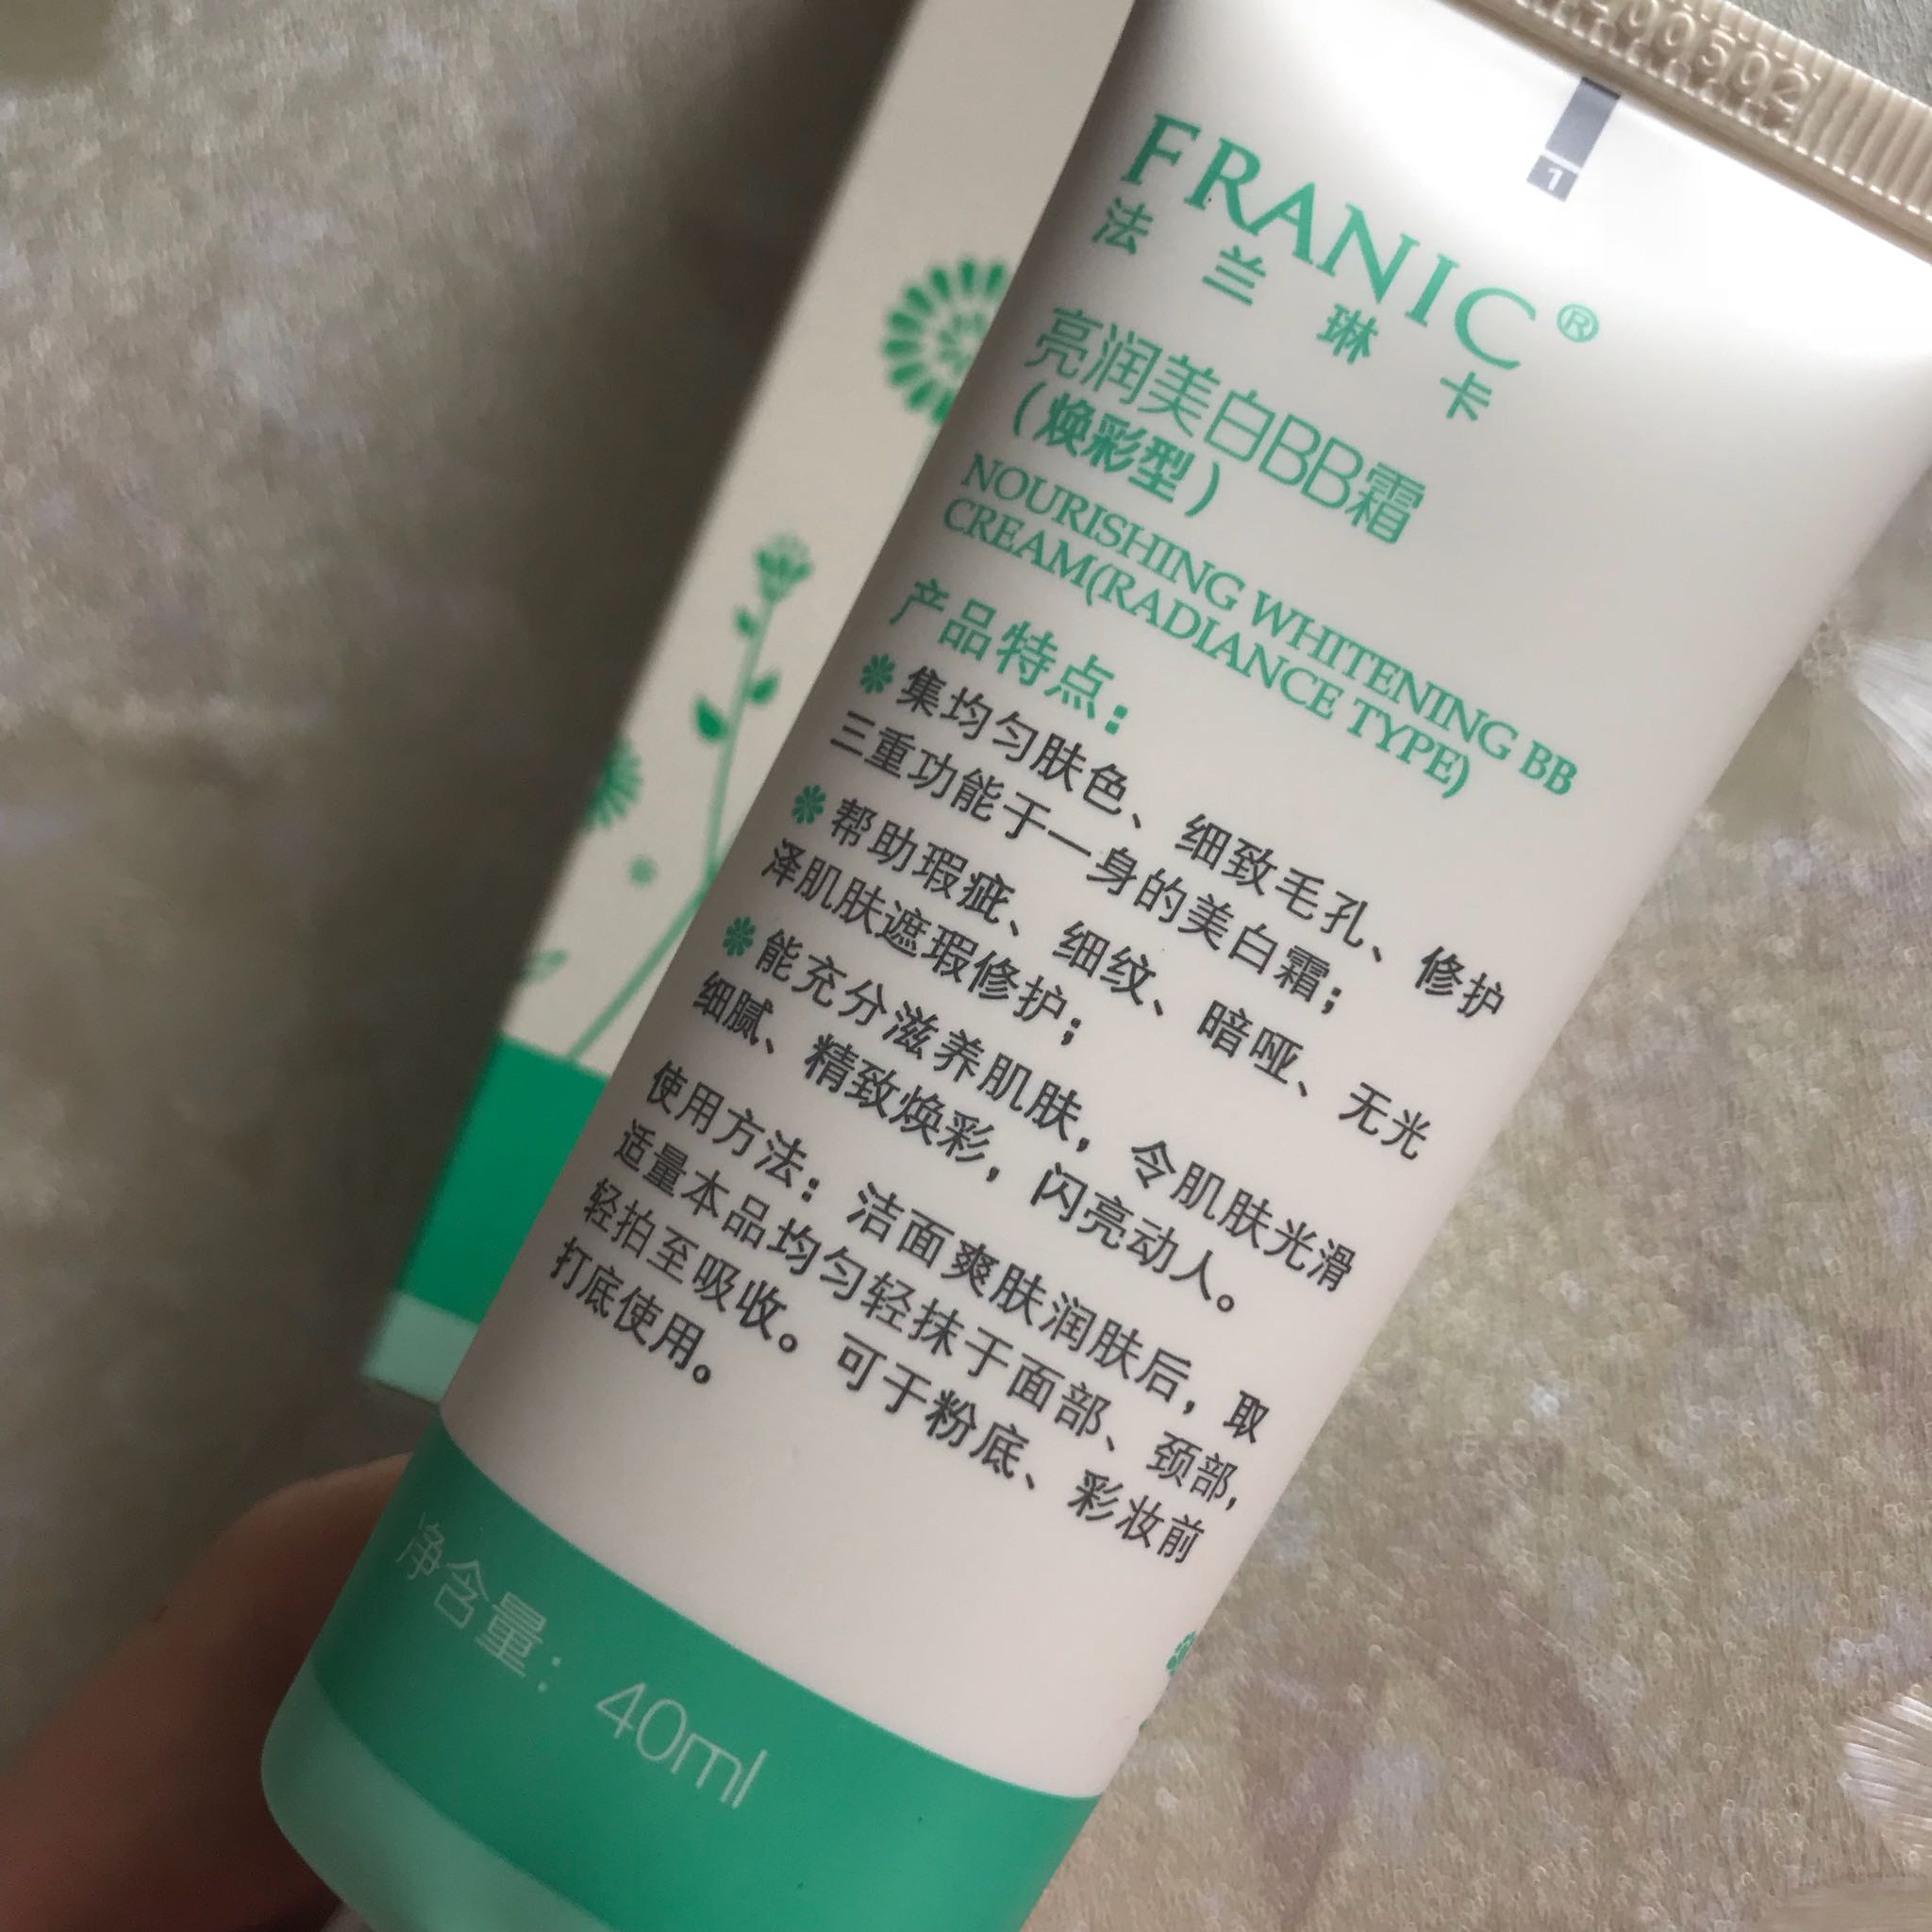 1
FRANIC®
法兰琳卡
亮润美白BB霜
(焕彩型)
NOURISHING WHITENING BB
CREAM(RADIANCE TYPE)
产品特点:
集均匀肤色、细致毛孔、修护
三重功能于一身的美白霜;
帮助瑕疵、细纹、暗哑、无光
泽肌肤遮瑕修护;
能充分滋养肌肤,令肌肤光滑
细腻、精致焕彩,闪亮动人。
使用方法:洁面爽肤润肤后,取
适量本品均匀轻抹于面部、颈部,
轻拍至吸收。可于粉底、彩妆前
打底使用。
净含量:40ml